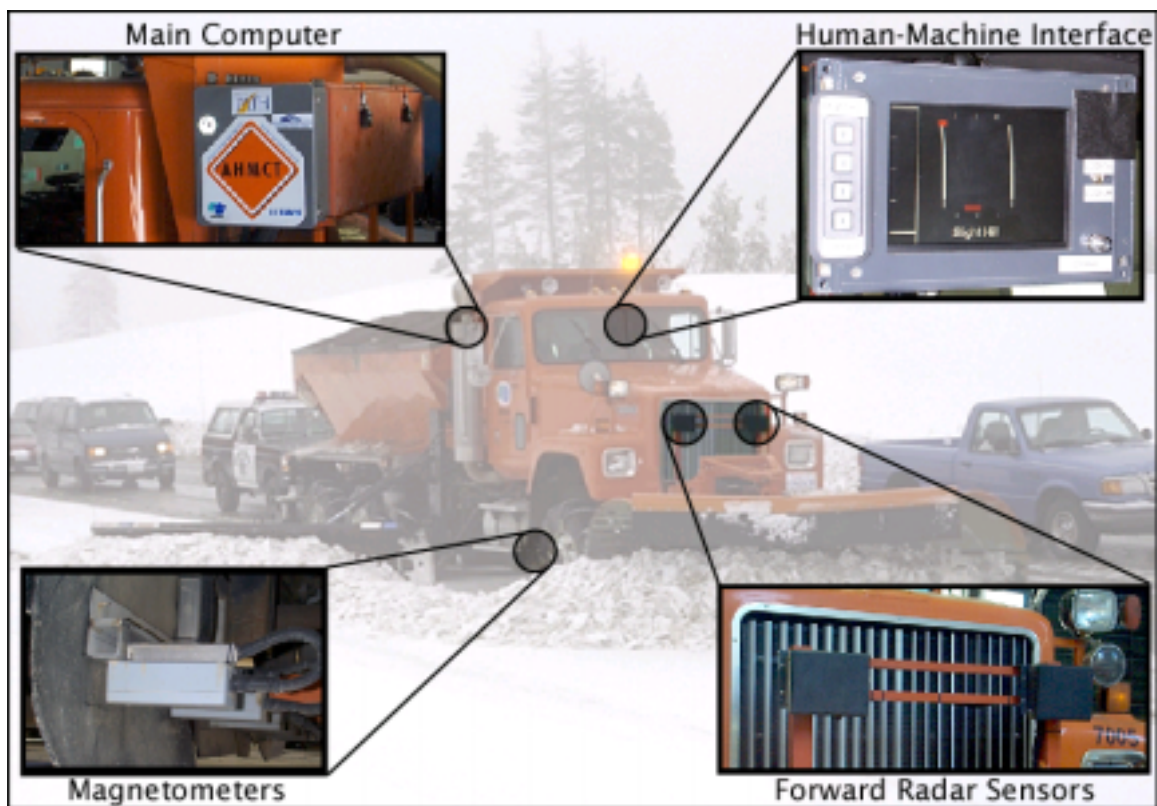 Main Computer
Human-Machine Interface
AHMCT
Slight Hill
7005
Magnetometers
Forward Radar Sensors